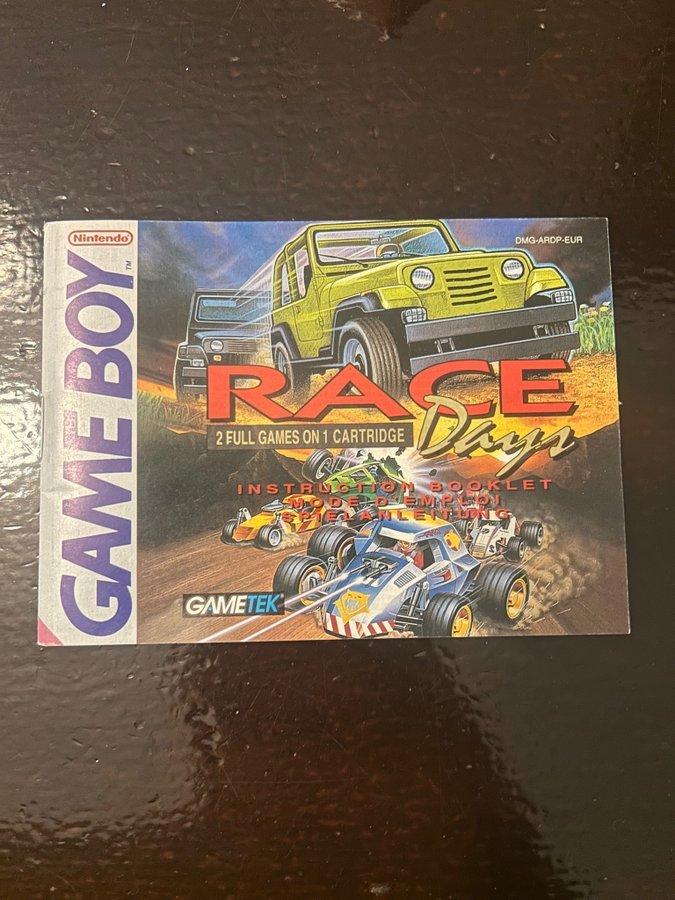 Nintendo
GAME BOY™
DMG-ARDP-EUR
RACE
Days
2 FULL GAMES ON 1 CARTRIDGE
INSTRUCTION BOOKLET
MODE D'EMPLOI
SPIELANLEITUNG
GAMETEK